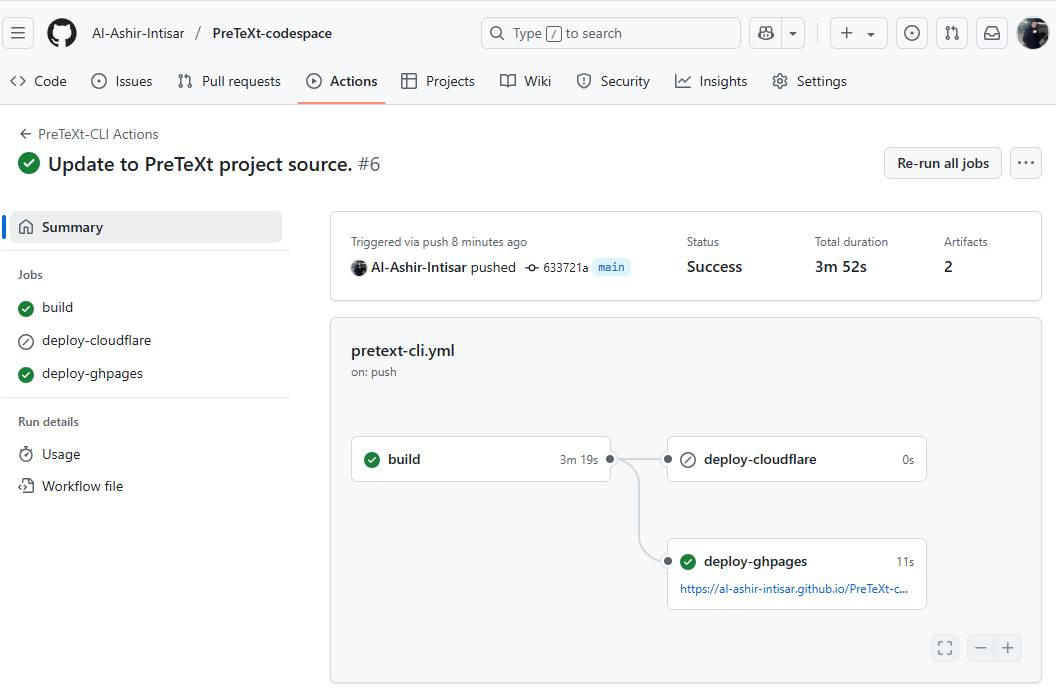 Al-Ashir-Intisar / PreTeXt-codespace
Type / to search
Code Issues Pull requests Actions Projects Wiki Security Insights Settings
PreTeXt-CLI Actions
Update to PreTeXt project source. #6
Re-run all jobs
Summary
Jobs
build
deploy-cloudflare
deploy-ghpages
Run details
Usage
Workflow file
Triggered via push 8 minutes ago
Al-Ashir-Intisar pushed 633721a main
Status
Success
Total duration
3m 52s
Artifacts
2
pretext-cli.yml
on: push
build 3m 19s
deploy-cloudflare 0s
deploy-ghpages 11s
https://al-ashir-intisar.github.io/PreTeXt-c...